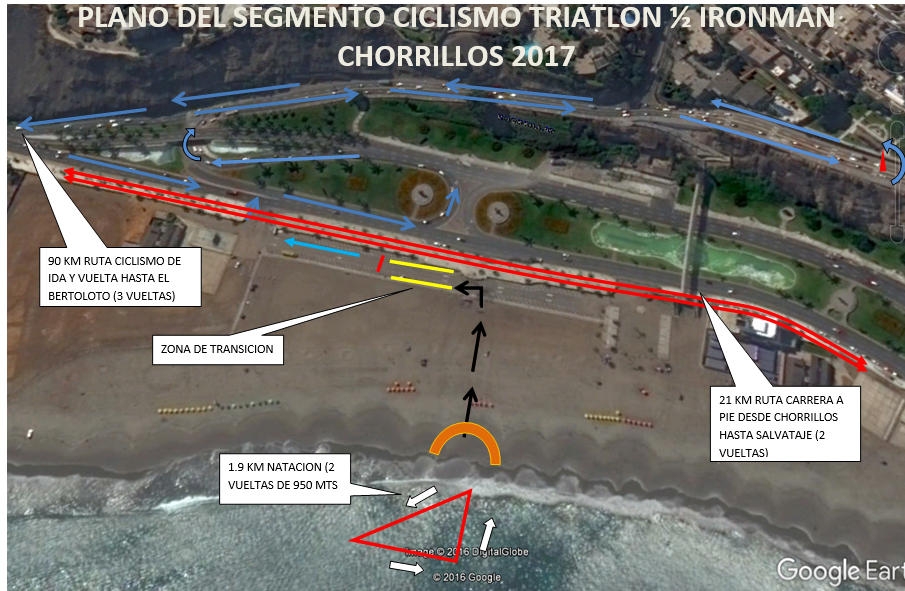 PLANO DEL SEGMENTO CICLISMO TRIATLON ½ IRONMAN
CHORRILLOS 2017
90 KM RUTA CICLISMO DE
IDA Y VUELTA HASTA EL
BERTOLOTO (3 VUELTAS)
ZONA DE TRANSICION
21 KM RUTA CARRERA A
PIE DESDE CHORRILLOS
HASTA SALVATAJE (2
VUELTAS)
1.9 KM NATACION (2
VUELTAS DE 950 MTS
Image © 2016 DigitalGlobe
© 2016 Google
Google Eart